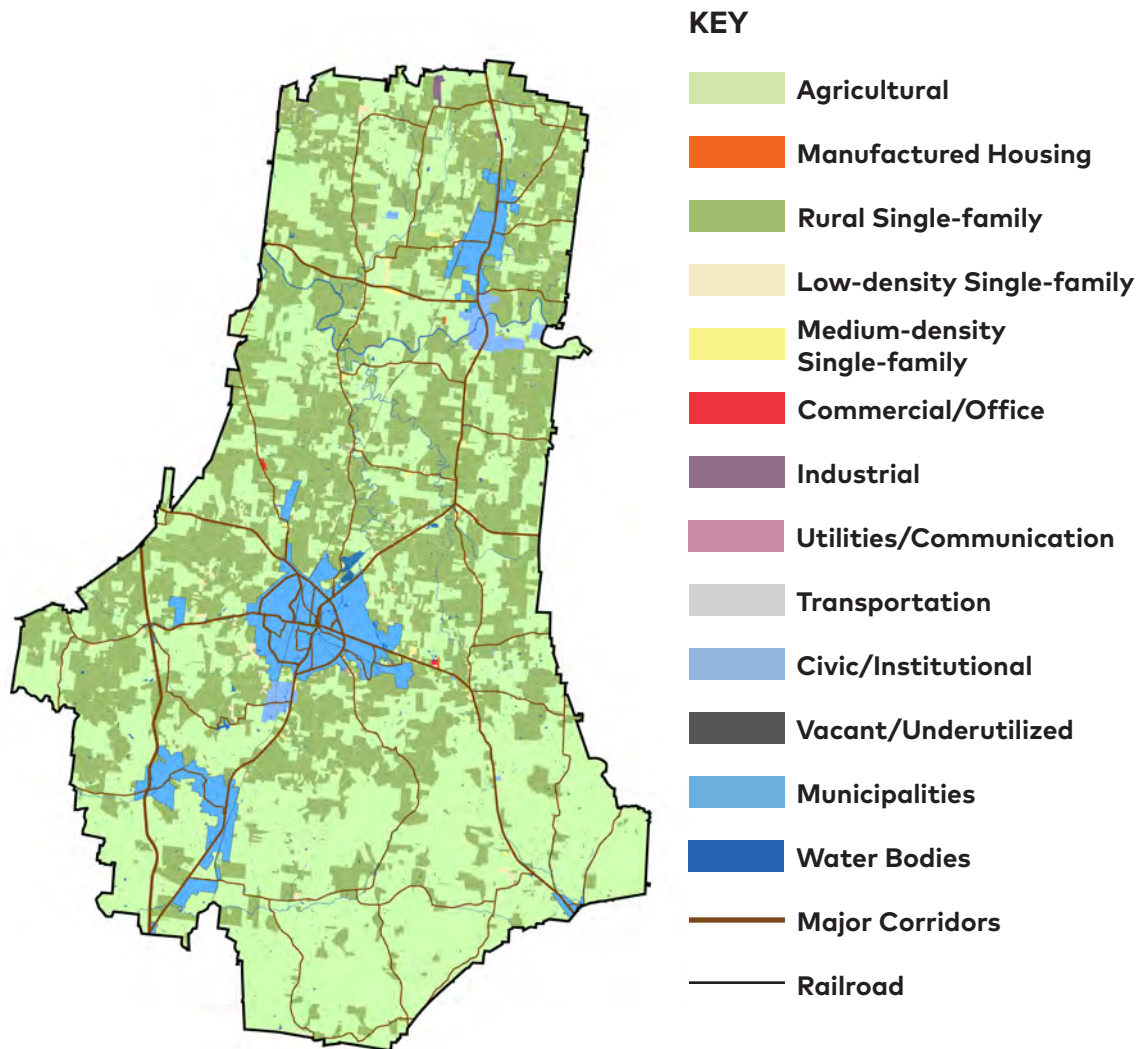 KEY
Agricultural
Manufactured Housing
Rural Single-family
Low-density Single-family
Medium-density
Single-family
Commercial/Office
Industrial
Utilities/Communication
Transportation
Civic/Institutional
Vacant/Underutilized
Municipalities
Water Bodies
Major Corridors
Railroad